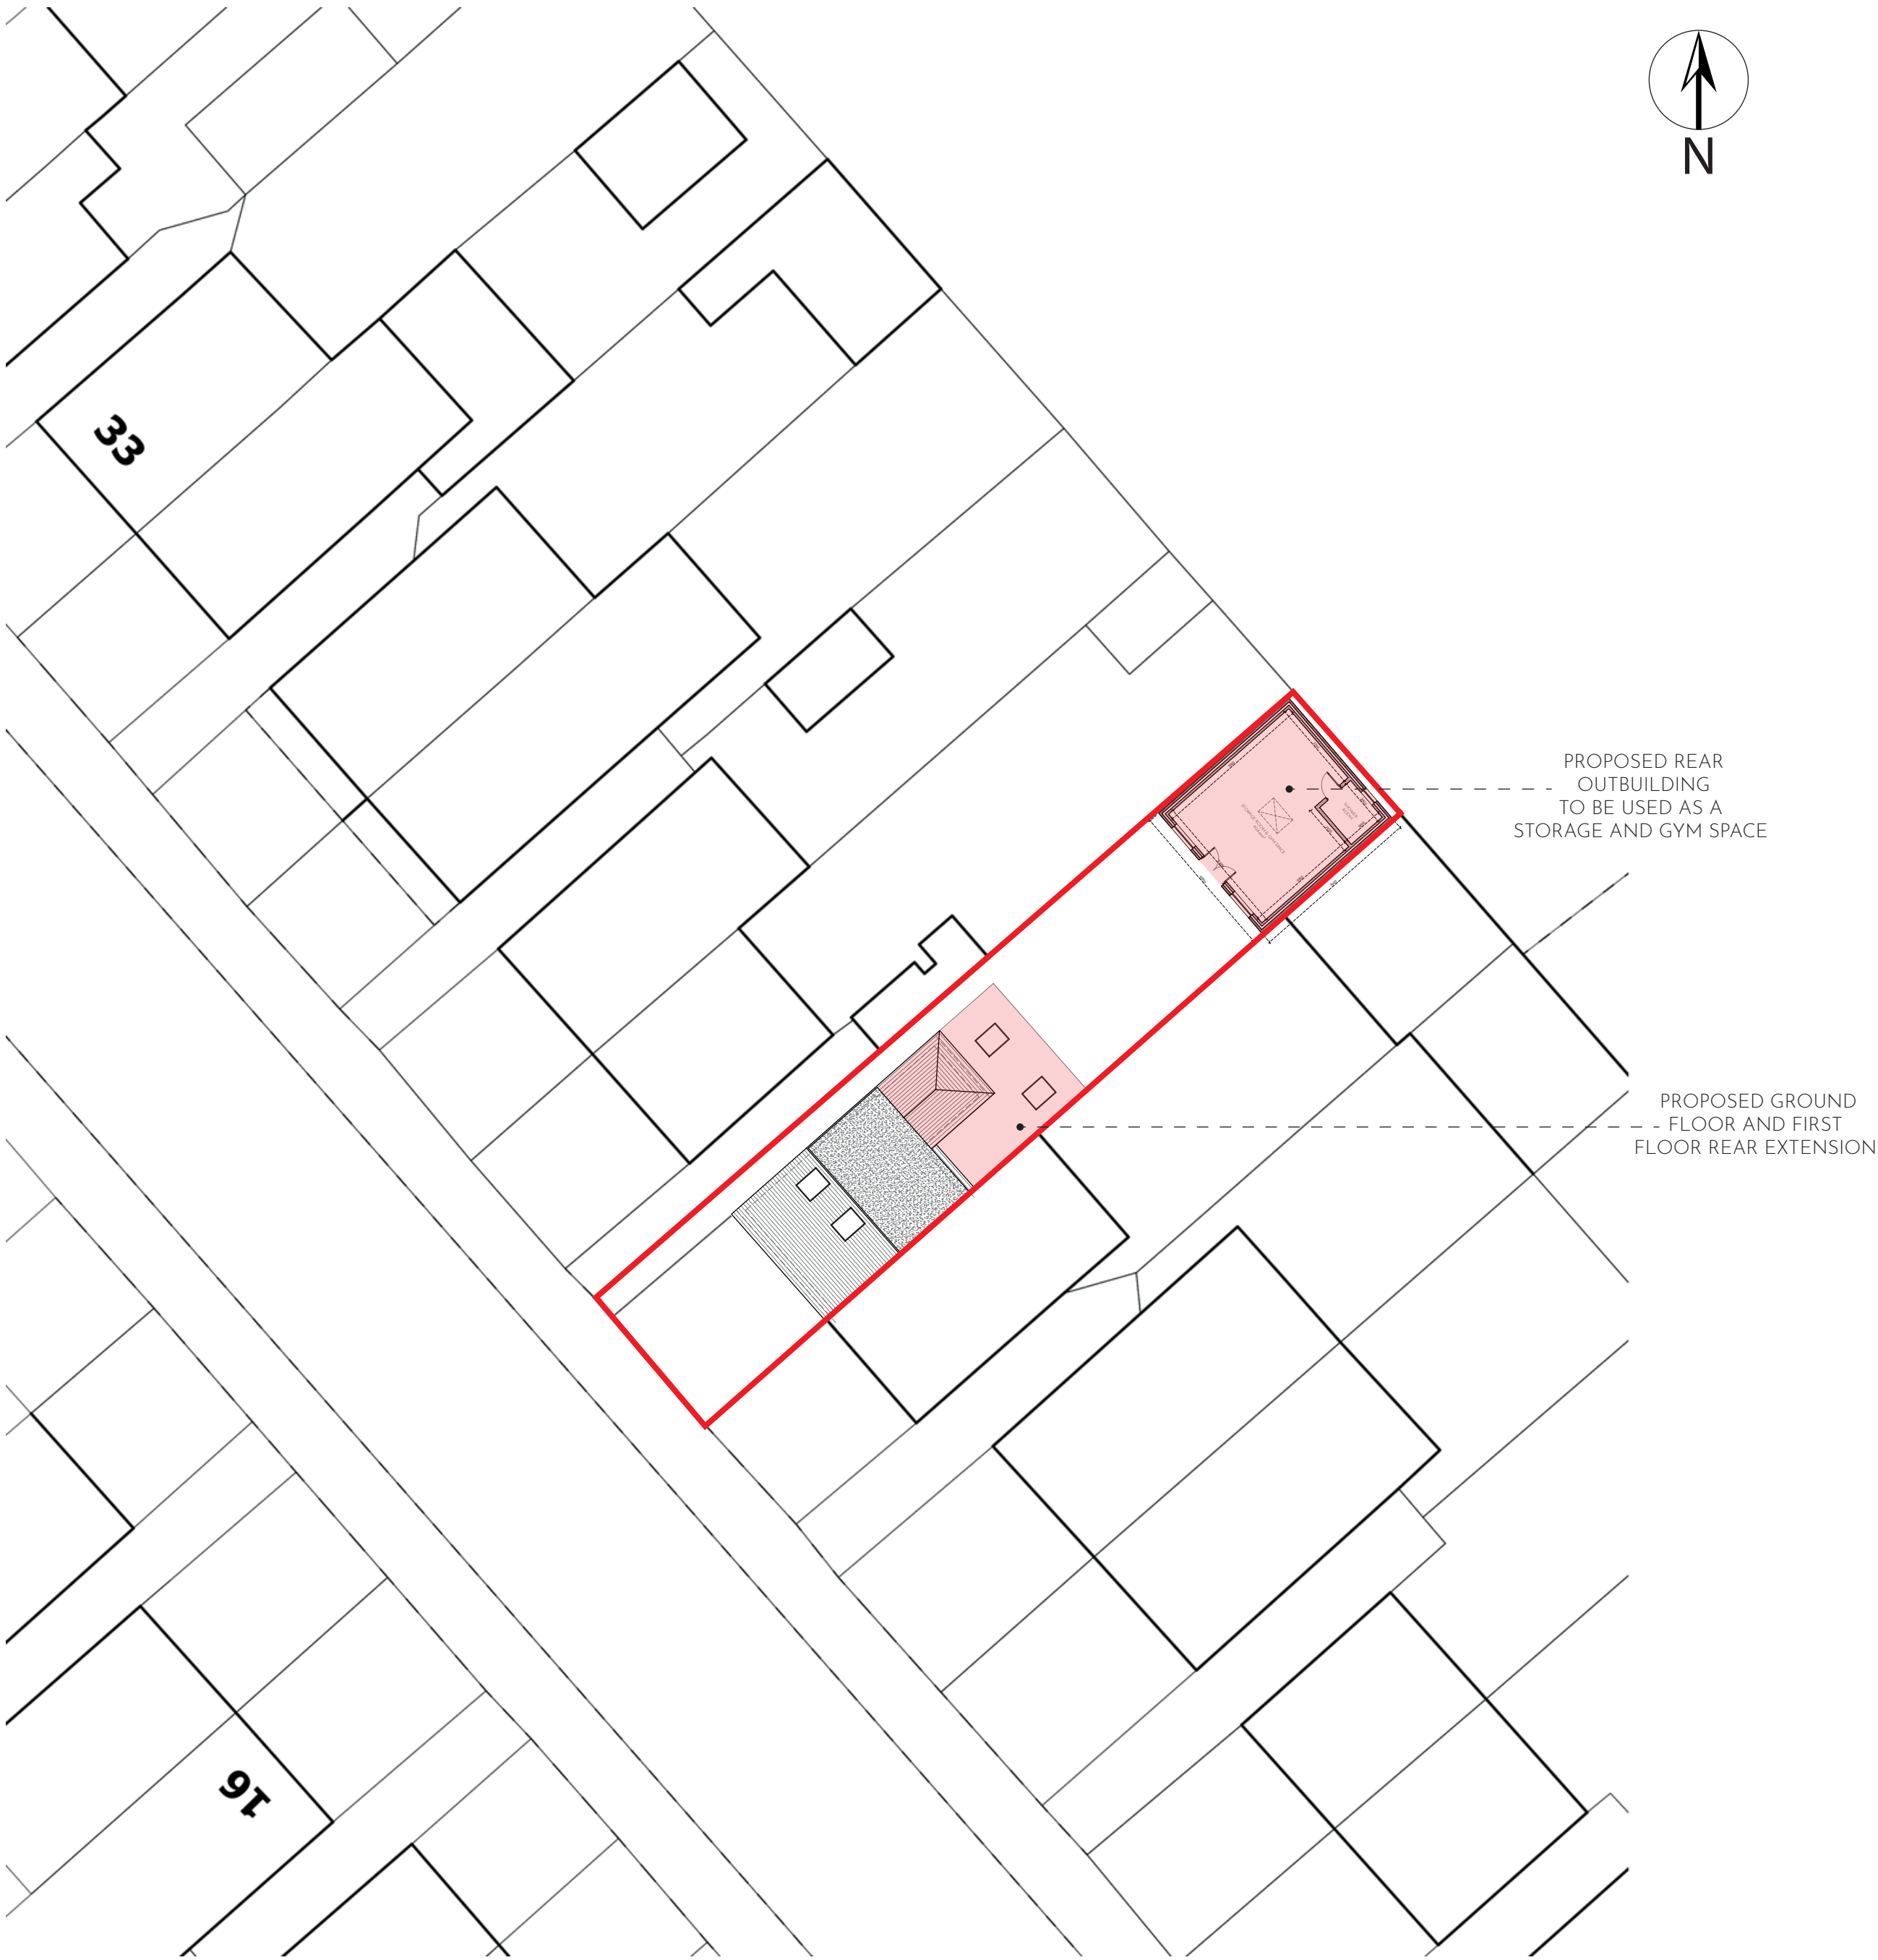 N
33
PROPOSED REAR
OUTBUILDING
TO BE USED AS A
STORAGE AND GYM SPACE
PROPOSED GROUND
FLOOR AND FIRST
FLOOR REAR EXTENSION
16